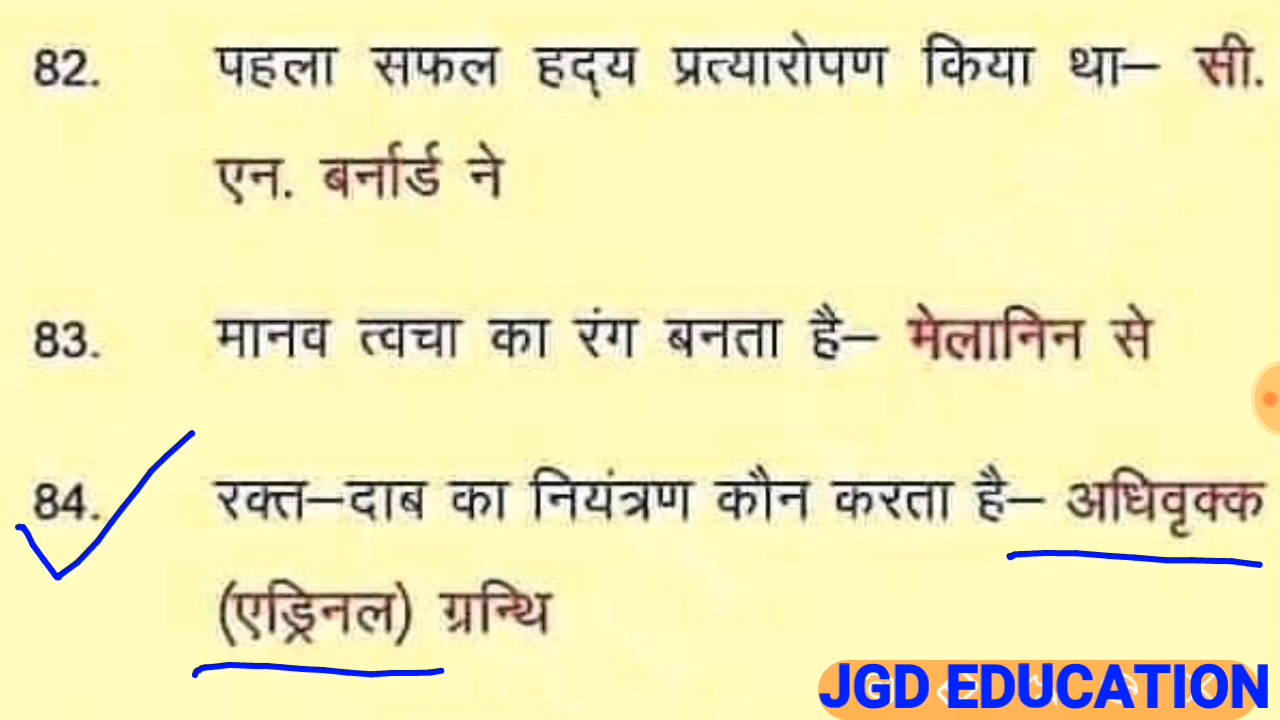 82. पहला सफल हदय प्रत्यारोपण किया था– सी.
एन. बर्नार्ड ने
83. मानव त्वचा का रंग बनता है– मेलानिन से
84. रक्त–दाब का नियंत्रण कौन करता है– अधिवृक्क
(एड्रिनल) ग्रन्थि
JGD EDUCATION